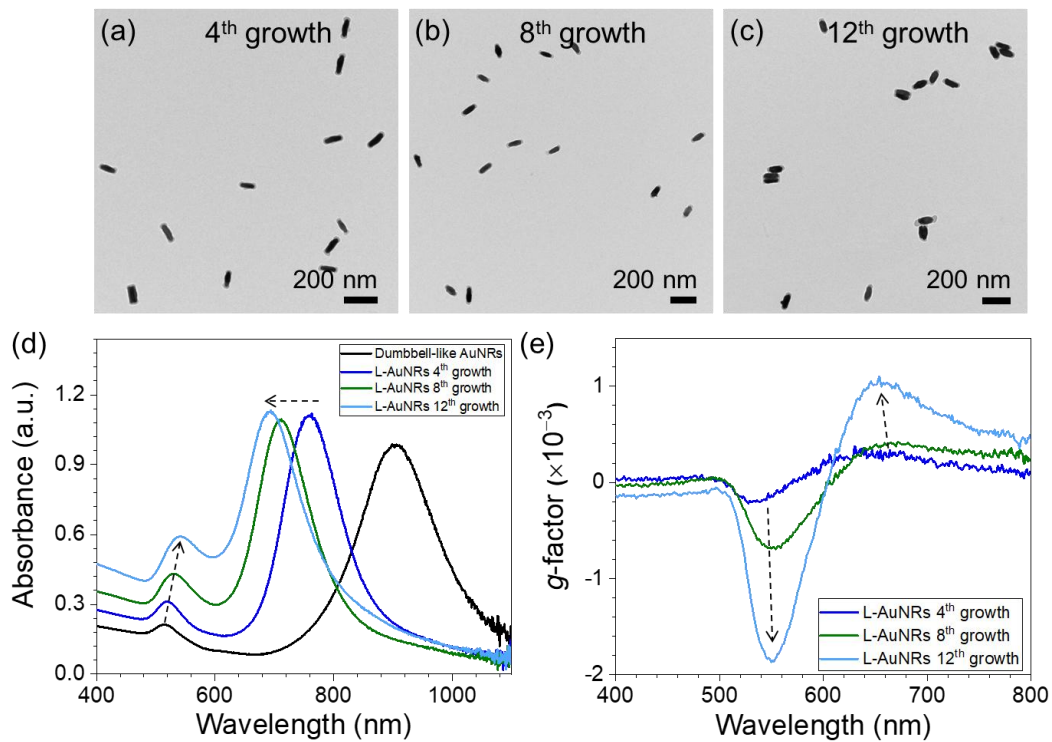 (a) 4th growth
200 nm
(b) 8th growth
200 nm
(c) 12th growth
200 nm
(d)
Dumbbell-like AuNRs
L-AuNRs 4th growth
L-AuNRs 8th growth
L-AuNRs 12th growth
Absorbance (a.u.)
1.2
0.9
0.6
0.3
0.0
400 600 800 1000
Wavelength (nm)
(e)
g-factor (×10−3)
1
0
-1
-2
L-AuNRs 4th growth
L-AuNRs 8th growth
L-AuNRs 12th growth
400 500 600 700 800
Wavelength (nm)